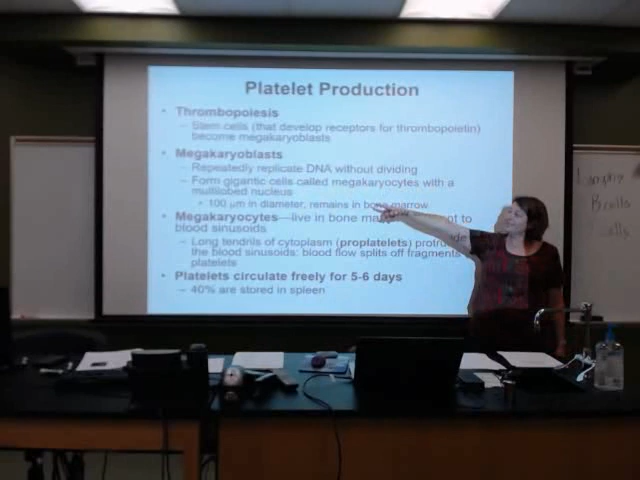 Platelet Production
• Thrombopoiesis
– Stem cells (that develop receptors for thrombopoietin)
become megakaryoblasts
• Megakaryoblasts
– Repeatedly replicate DNA without dividing
– Form gigantic cells called megakaryocytes with a
multilobed nucleus
• 100 μm in diameter, remains in bone marrow
Megakaryocytes—live in bone to
blood sinusoids
– Long tendrils of cytoplasm (proplatelets)
the blood sinusoids: blood flow splits off fragments
platelets
• Platelets circulate freely for 5-6 days
– 40% are stored in spleen
B cells